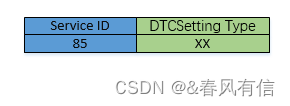 Service ID DTCSetting Type
85 XX
CSDN @&春风有信